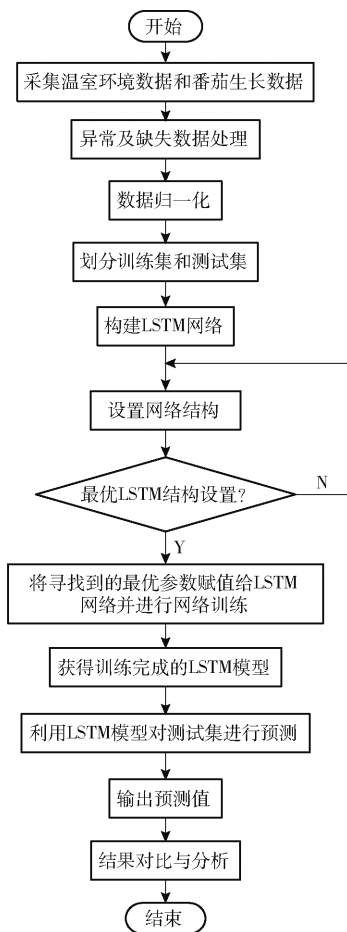 开始
采集温室环境数据和番茄生长数据
异常及缺失数据处理
数据归一化
划分训练集和测试集
构建LSTM网络
设置网络结构
最优LSTM结构设置?
N
Y
将寻找到的最优参数赋值给LSTM
网络并进行网络训练
获得训练完成的LSTM模型
利用LSTM模型对测试集进行预测
输出预测值
结果对比与分析
结束